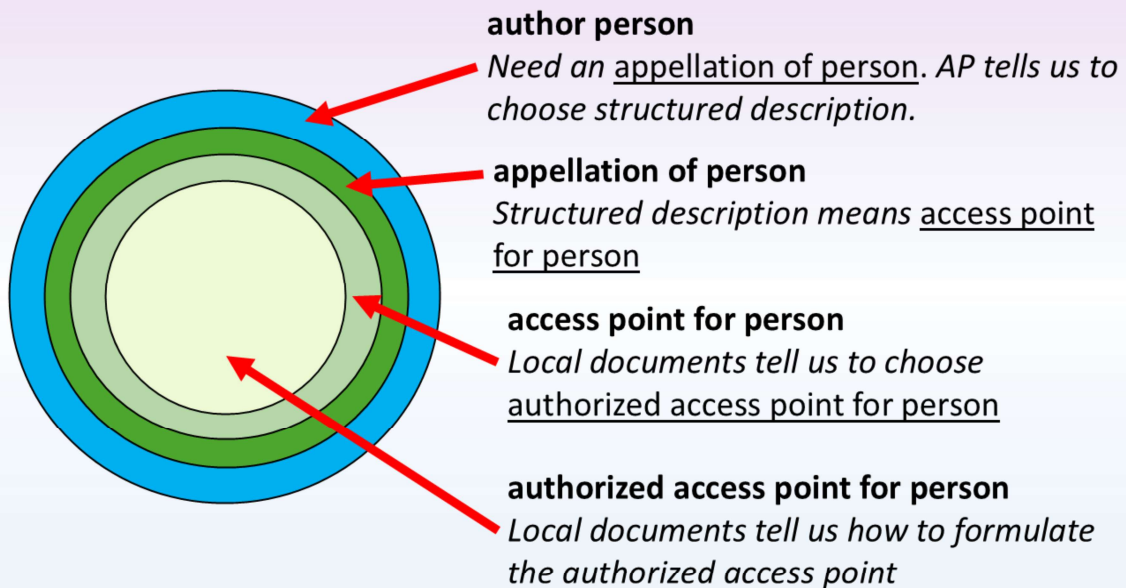 author person
Need an appellation of person. AP tells us to
choose structured description.
appellation of person
Structured description means access point
for person
access point for person
Local documents tell us to choose
authorized access point for person
authorized access point for person
Local documents tell us how to formulate
the authorized access point